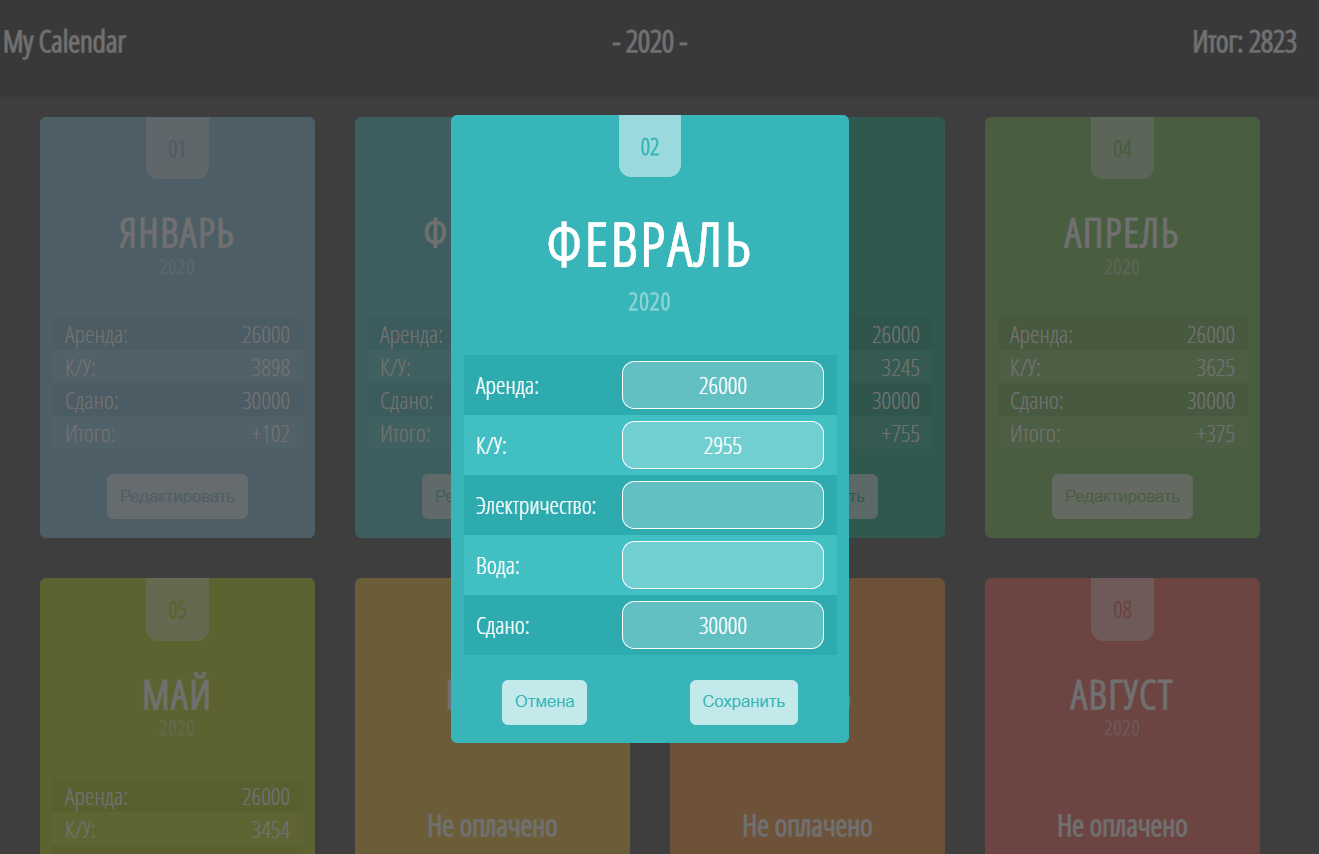 My Calendar
- 2020 -
Итог: 2823
01
ЯНВАРЬ
2020
Аренда: 26000
К/У: 3898
Сдано: 30000
Итого: +102
Редактировать
Аренда:
К/У:
Сдано:
Итого:
02
ФЕВРАЛЬ
2020
Аренда: 26000
К/У: 2955
Электричество:
Вода:
Сдано: 30000
Отмена
Сохранить
26000
3245
30000
+755
04
АПРЕЛЬ
2020
Аренда: 26000
К/У: 3625
Сдано: 30000
Итого: +375
Редактировать
05
МАЙ
2020
Аренда: 26000
К/У: 3454
Не оплачено
Не оплачено
08
АВГУСТ
2020
Не оплачено